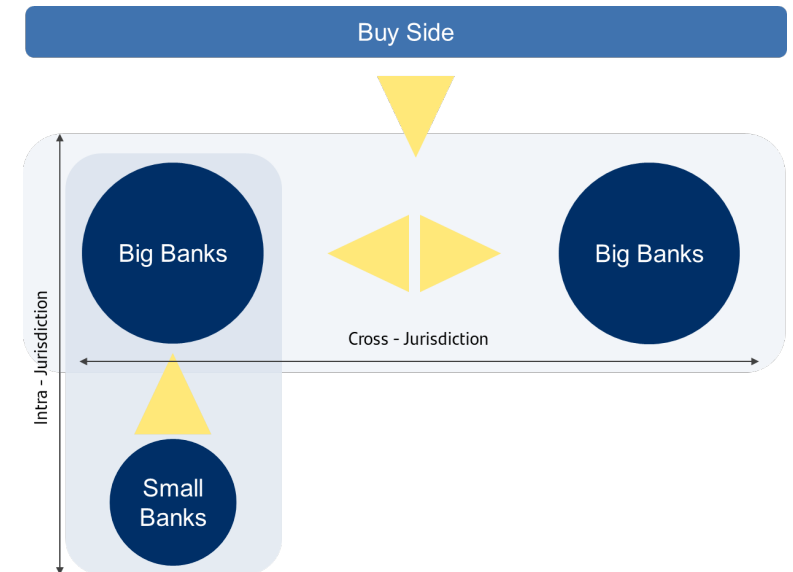 Buy Side
Big Banks
Big Banks
Cross - Jurisdiction
Intra - Jurisdiction
Small
Banks